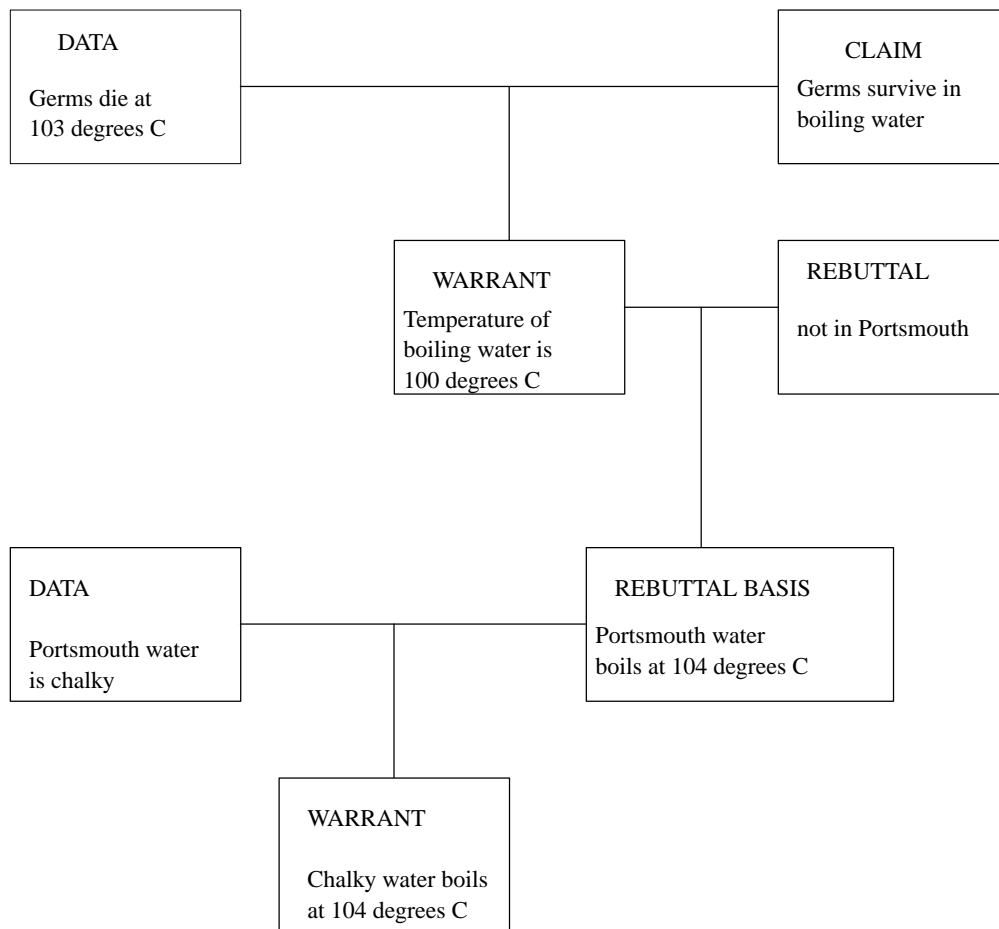 DATA
Germs die at
103 degrees C
CLAIM
Germs survive in
boiling water
WARRANT
Temperature of
boiling water is
100 degrees C
REBUTTAL
not in Portsmouth
DATA
Portsmouth water
is chalky
REBUTTAL BASIS
Portsmouth water
boils at 104 degrees C
WARRANT
Chalky water boils
at 104 degrees C